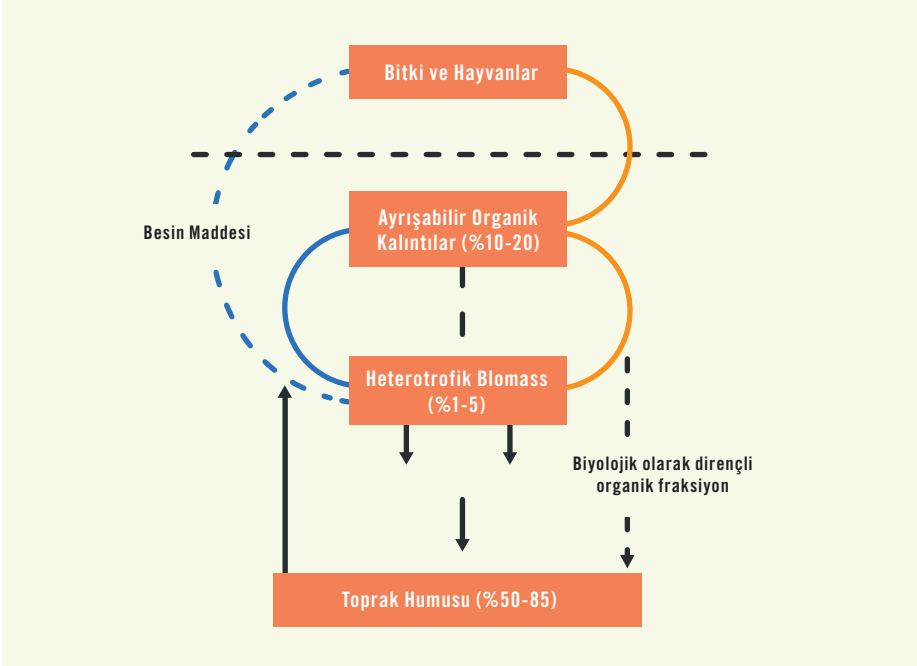 Bitki ve Hayvanlar
Ayrışabilir Organik
Kalıntılar (%10-20)
Besin Maddesi
Heterotrofik Blomass
(%1-5)
Biyolojik olarak dirençli
organik fraksiyon
Toprak Humusu (%50-85)